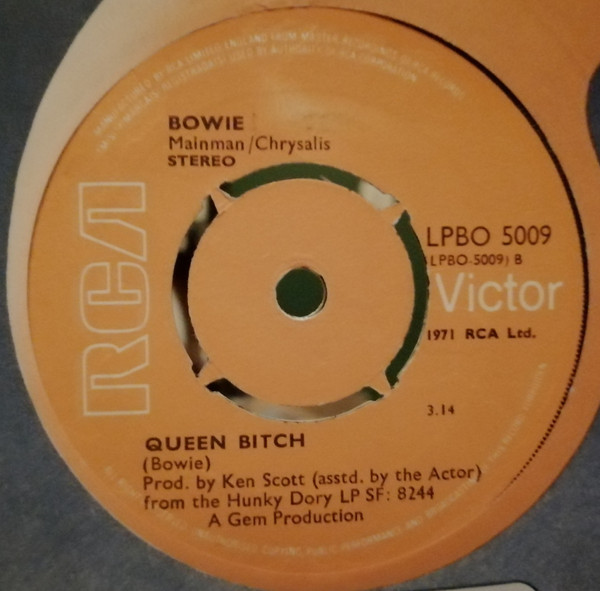 BOWIE
Mainman/Chrysalis
STEREO
RCA
LPBO 5009
(LPBO-5009) B
Victor
1971 RCA Ltd.
3.14
QUEEN BITCH
(Bowie)
Prod. by Ken Scott (asstd. by the Actor)
from the Hunky Dory LP SF: 8244
A Gem Production